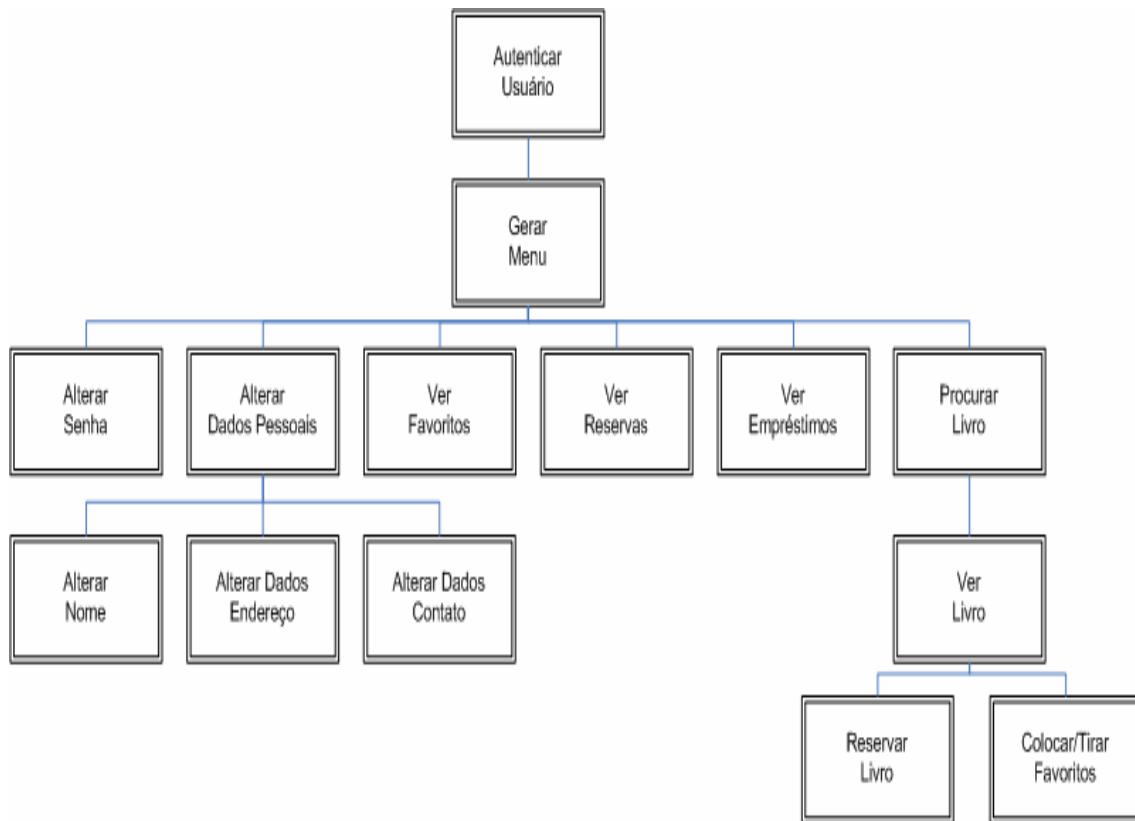 Autenticar
Usuário
Gerar
Menu
Alterar
Senha
Alterar
Dados Pessoais
Ver
Favoritos
Ver
Reservas
Ver
Empréstimos
Procurar
Livro
Alterar
Nome
Alterar Dados
Endereço
Alterar Dados
Contato
Ver
Livro
Reservar
Livro
Colocar/Tirar
Favoritos